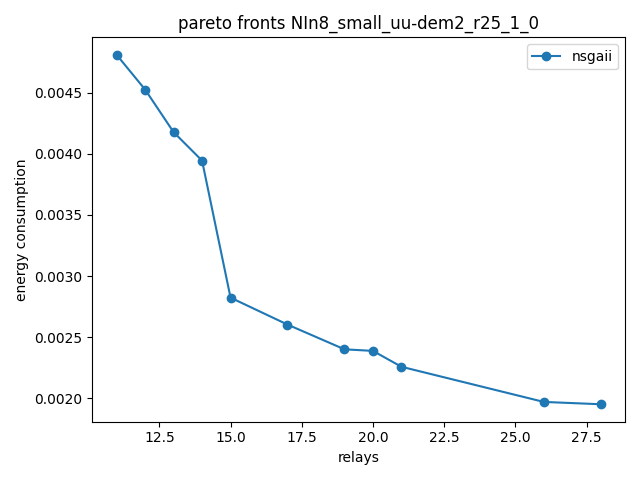 pareto fronts NIn8_small_uu-dem2_r25_1_0
nsgaii
energy consumption
0.0045
0.0040
0.0035
0.0030
0.0025
0.0020
12.5 15.0 17.5 20.0 22.5 25.0 27.5
relays